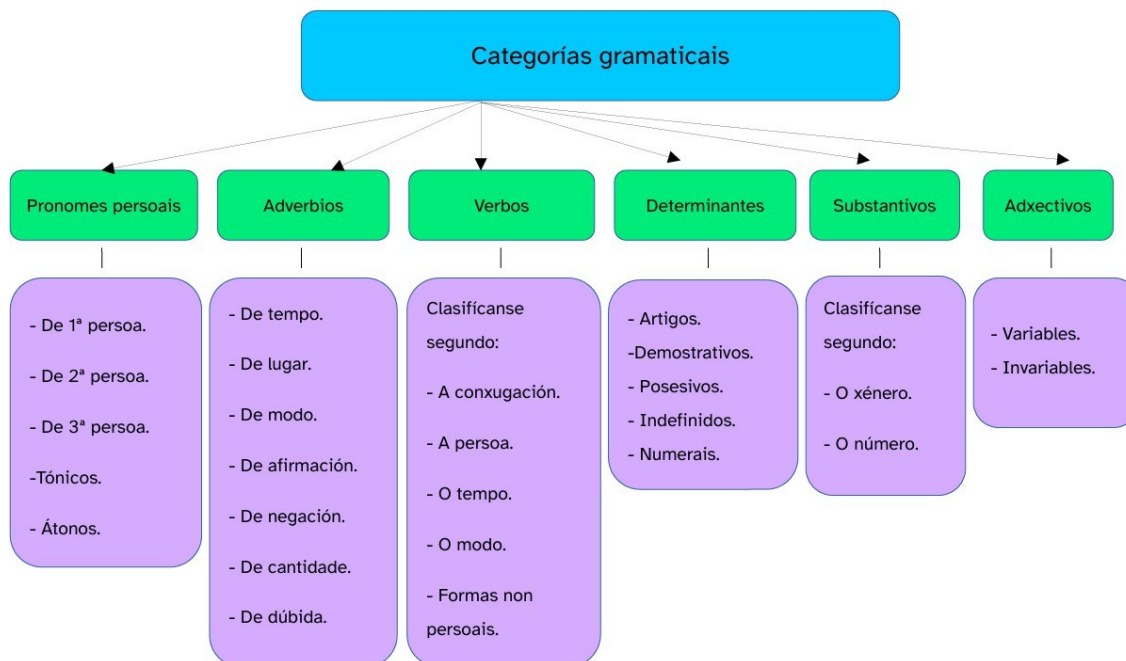 Categorías gramaticais
Pronomes persoais
- De 1ª persoa.
- De 2ª persoa.
- De 3ª persoa.
-Tónicos.
- Átonos.
Adverbios
- De tempo.
- De lugar.
- De modo.
- De afirmación.
- De negación.
- De cantidade.
- De dúbida.
Verbos
Clasifícanse
segundo:
- A conxugación.
- A persoa.
- O tempo.
- O modo.
- Formas non
persoais.
Determinantes
- Artigos.
-Demostrativos.
- Posesivos.
- Indefinidos.
- Numerais.
Substantivos
Clasifícanse
segundo:
- O xénero.
- O número.
Adxectivos
- Variables.
- Invariables.